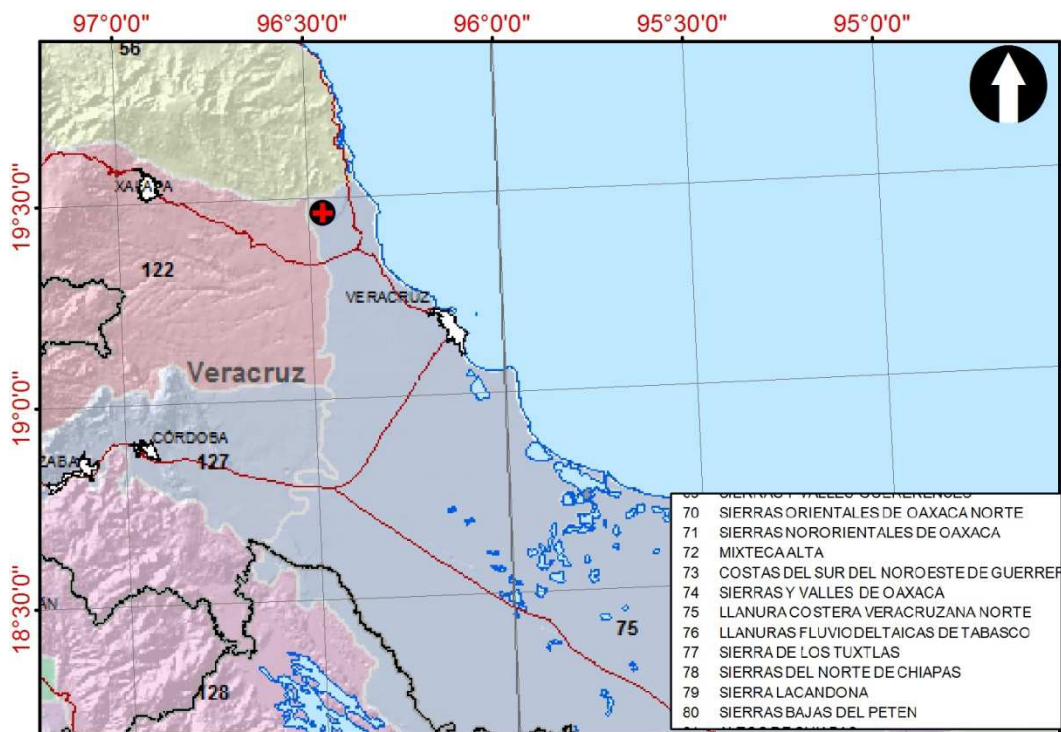 97°0'0"
96°30'0"
96°0'0"
95°30'0"
95°0'0"
56
19°30'0"
XALAPA
122
VERACRUZ
Veracruz
19°0'0"
CÓRDOBA
ZABA
127
70 SIERRAS ORIENTALES DE OAXACA NORTE
71 SIERRAS NORORIENTALES DE OAXACA
72 MIXTECA ALTA
73 COSTAS DEL SUR DEL NOROESTE DE GUERRER
74 SIERRAS Y VALLES DE OAXACA
75 LLANURA COSTERA VERACRUZANA NORTE
76 LLANURAS FLUVIODELTAICAS DE TABASCO
77 SIERRA DE LOS TUXTLAS
78 SIERRAS DEL NORTE DE CHIAPAS
79 SIERRA LACANDONA
80 SIERRAS BAJAS DEL PETEN
18°30'0"
ÁN
75
128